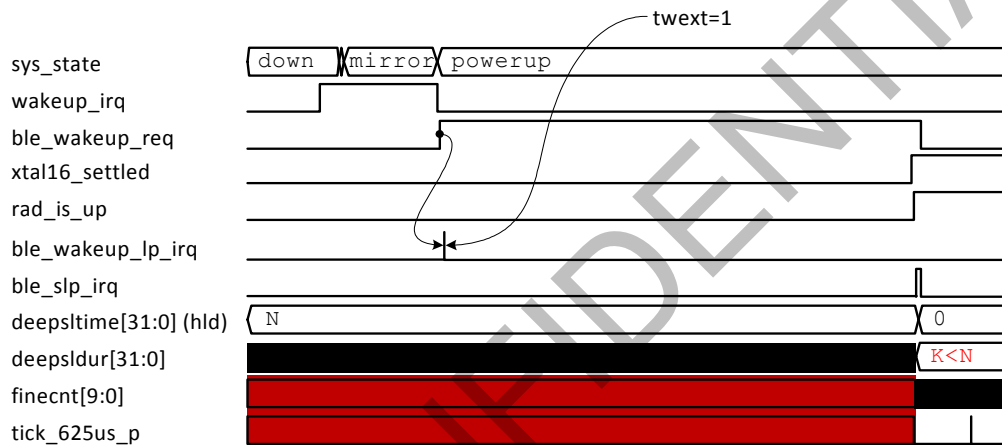 twext=1
sys_state down mirror powerup
wakeup_irq
ble_wakeup_req
xtal16_settled
rad_is_up
ble_wakeup_lp_irq
ble_slp_irq
deepsltime[31:0] (hld) N 0
deepsldur[31:0] K<N
finecnt[9:0]
tick_625us_p
NFIDENTIA